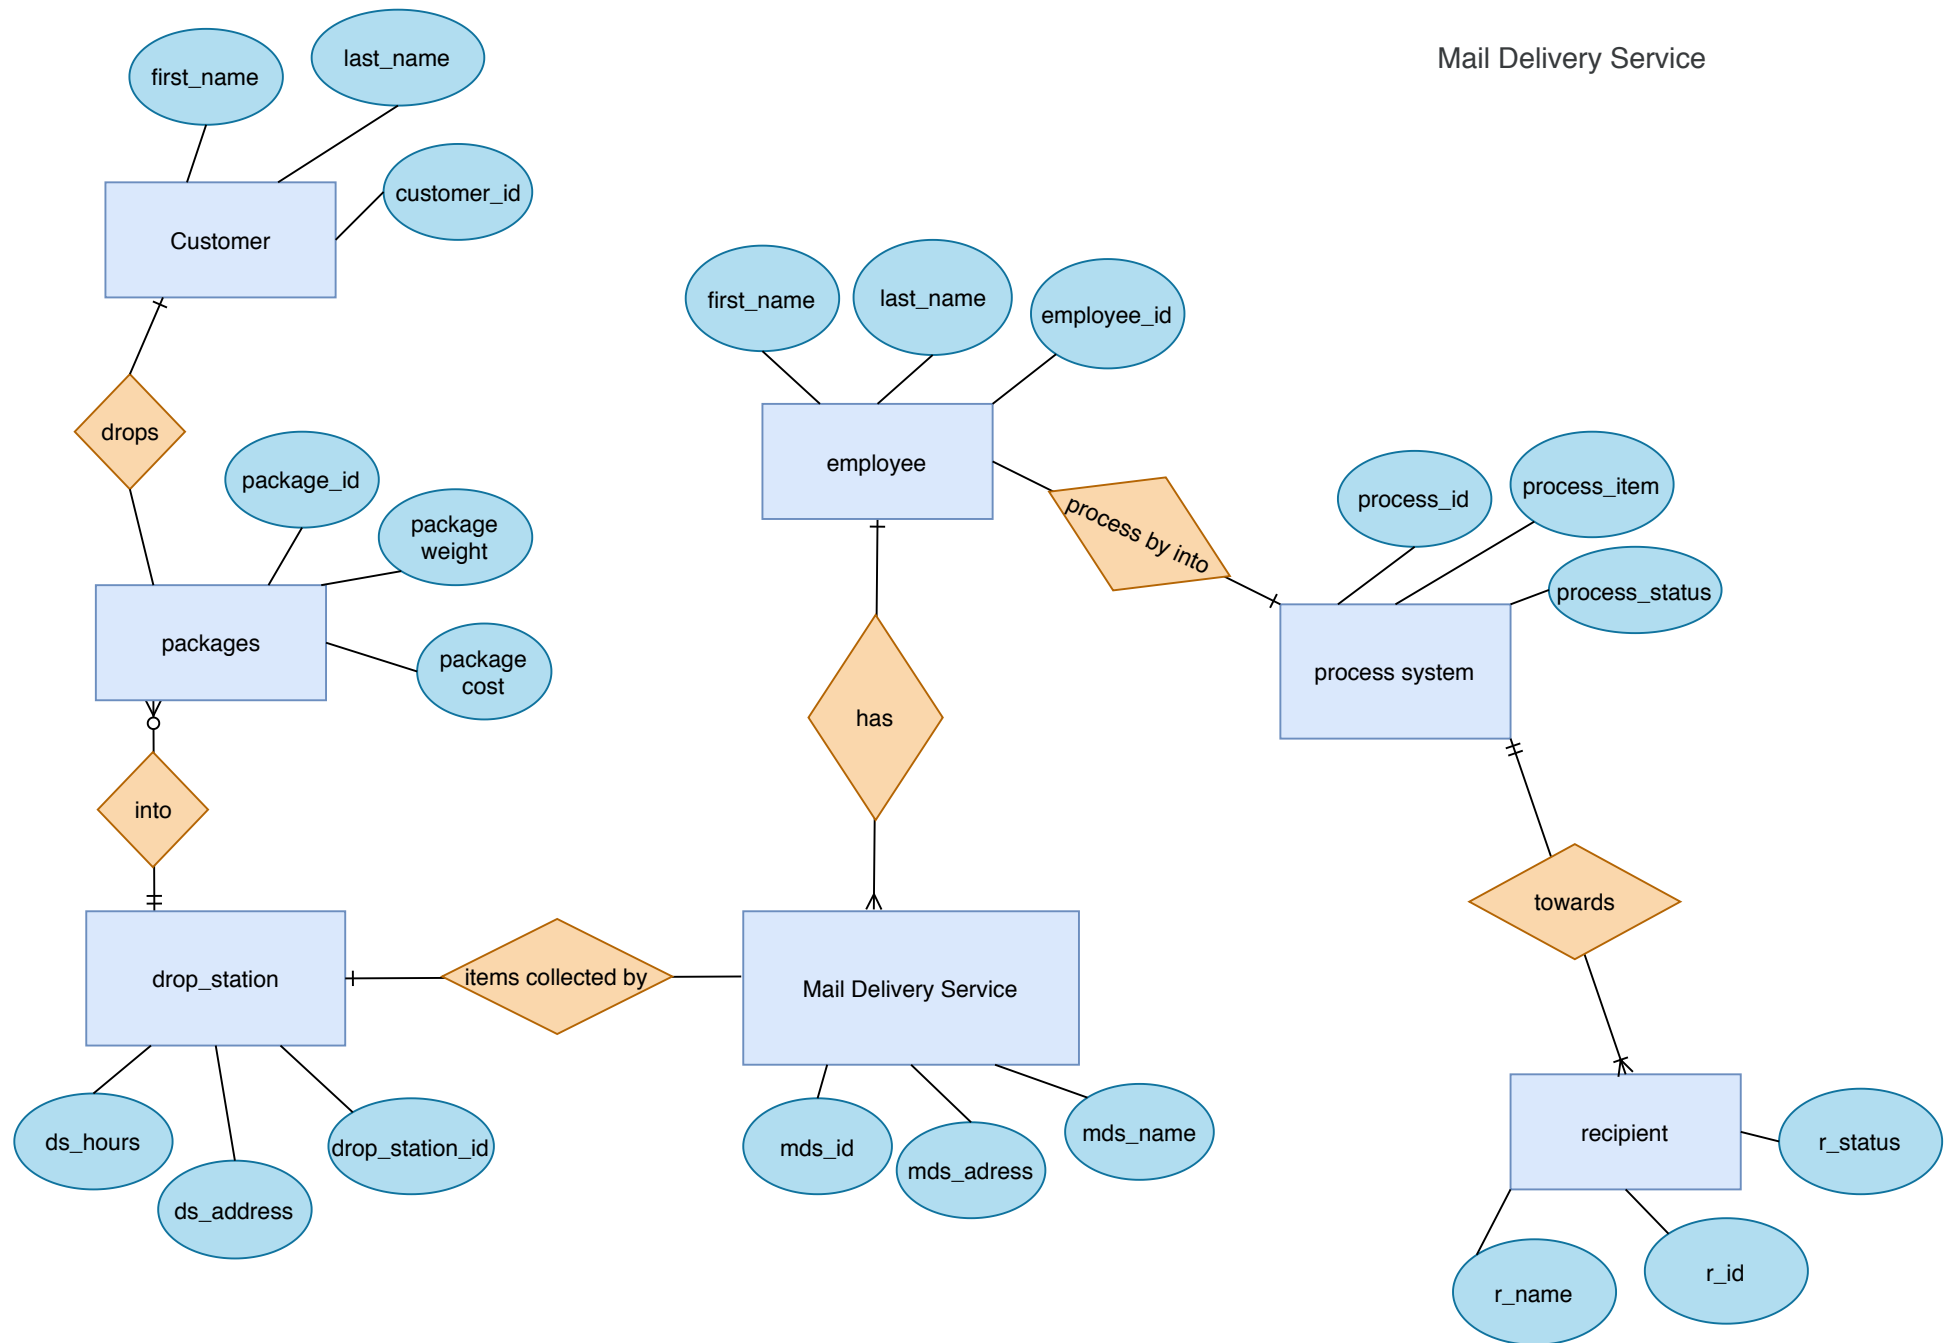 Mail Delivery Service
first_name
last_name
customer_id
Customer
drops
package_id
package
weight
package
cost
packages
into
drop_station
ds_hours
ds_address
drop_station_id
items collected by
first_name
last_name
employee_id
employee
has
Mail Delivery Service
mds_id
mds_adress
mds_name
process by into
process_id
process_item
process_status
process system
towards
recipient
r_status
r_id
r_name